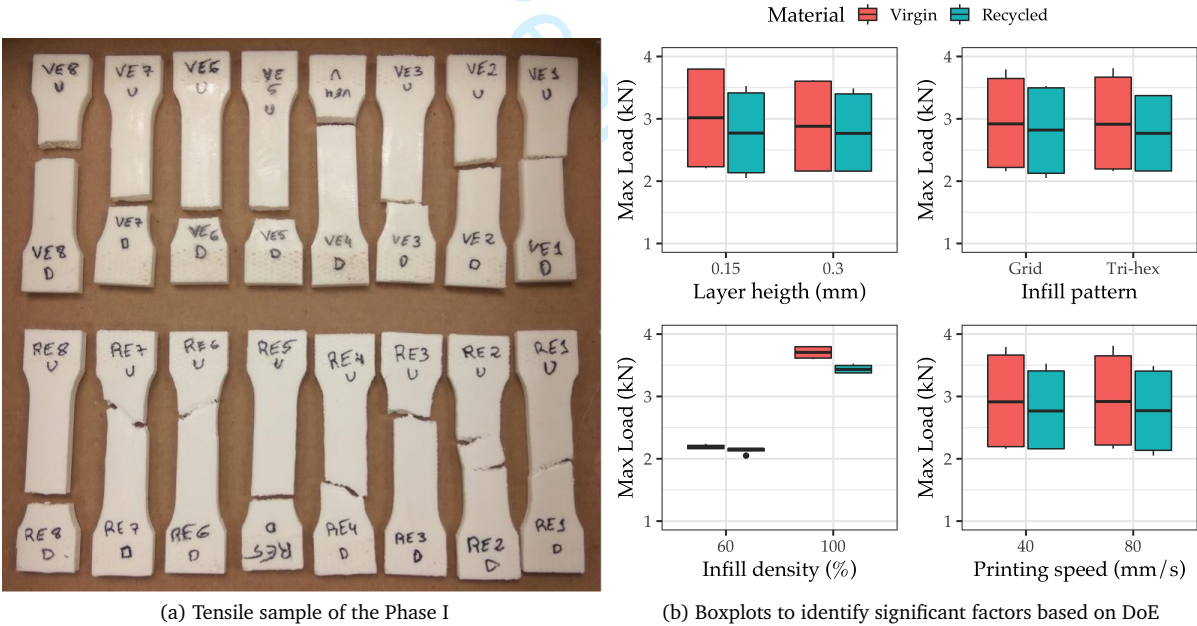 VE8 VE7 VE6 VE5 VE4 VE3 VE2 VE1
U U U U U U U U
VE8 VE7 VE6 VE5 VE4 VE3 VE2 VE1
D D D D D D D D
RE8 RE7 RE6 RE5 RE4 RE3 RE2 RE1
U U U U U U U U
RE8 RE7 RE6 RE5 RE4 RE3 RE2 RE1
D D D D D D D D
(a) Tensile sample of the Phase I
Material Virgin Recycled
Max Load (kN)
4
3
2
1
0.15 0.3
Layer heigth (mm)
Max Load (kN)
4
3
2
1
Grid Tri-hex
Infill pattern
Max Load (kN)
4
3
2
1
60 100
Infill density (%)
Max Load (kN)
4
3
2
1
40 80
Printing speed (mm/s)
(b) Boxplots to identify significant factors based on DoE